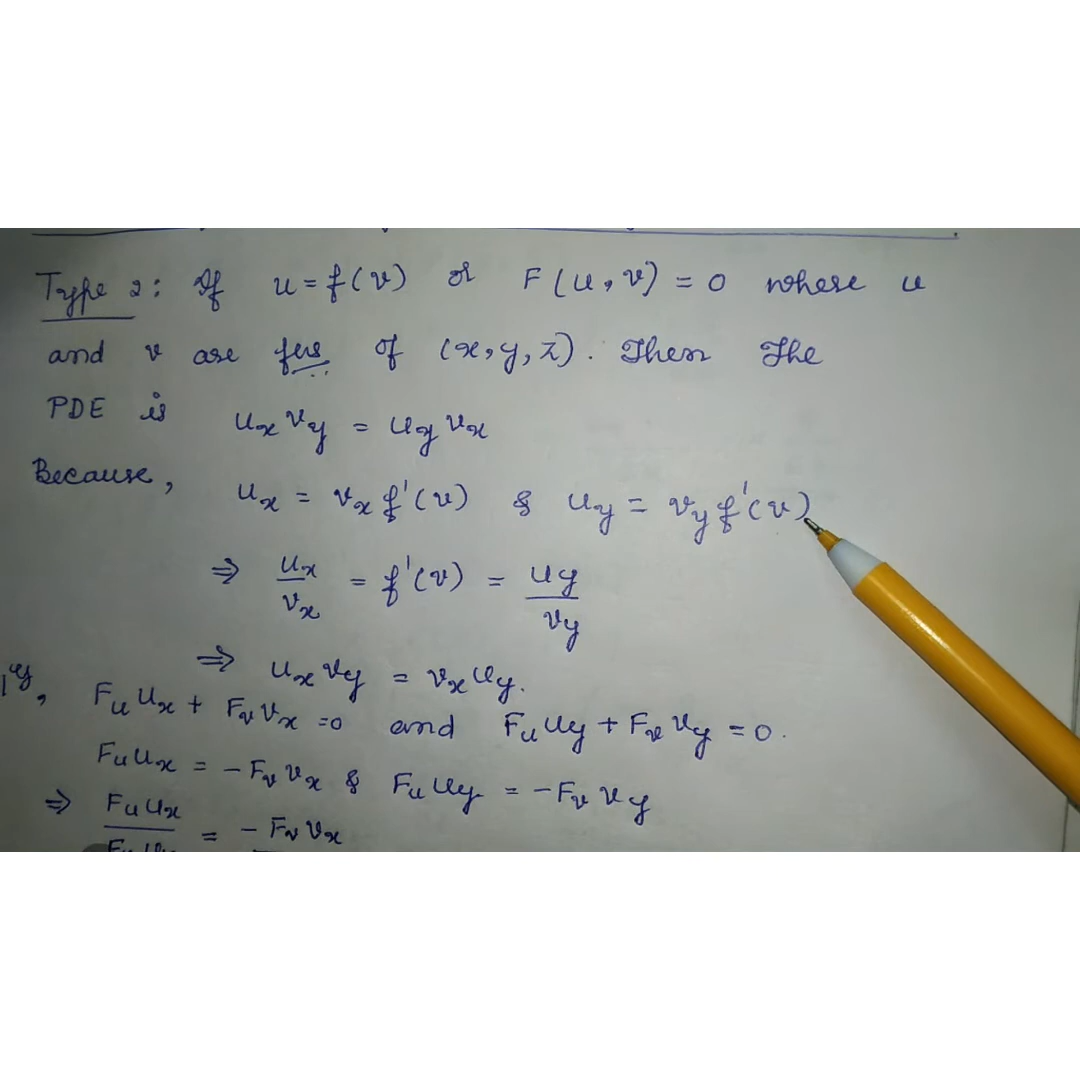 Type 2: If u = f(v) or F(u, v) = 0 where u
and v are fns of (x, y, z). Then The
PDE is u_x v_y = u_y v_x
Because, u_x = v_x f'(v) & u_y = v_y f'(v)
⇒ u_x/v_x = f'(v) = u_y/v_y
⇒ u_x v_y = v_x u_y.
F_u u_x + F_v v_x = 0 and F_u u_y + F_v v_y = 0.
F_u u_x = - F_v v_x & F_u u_y = - F_v v_y
⇒ F_u u_x / F_u u_y = - F_v v_x